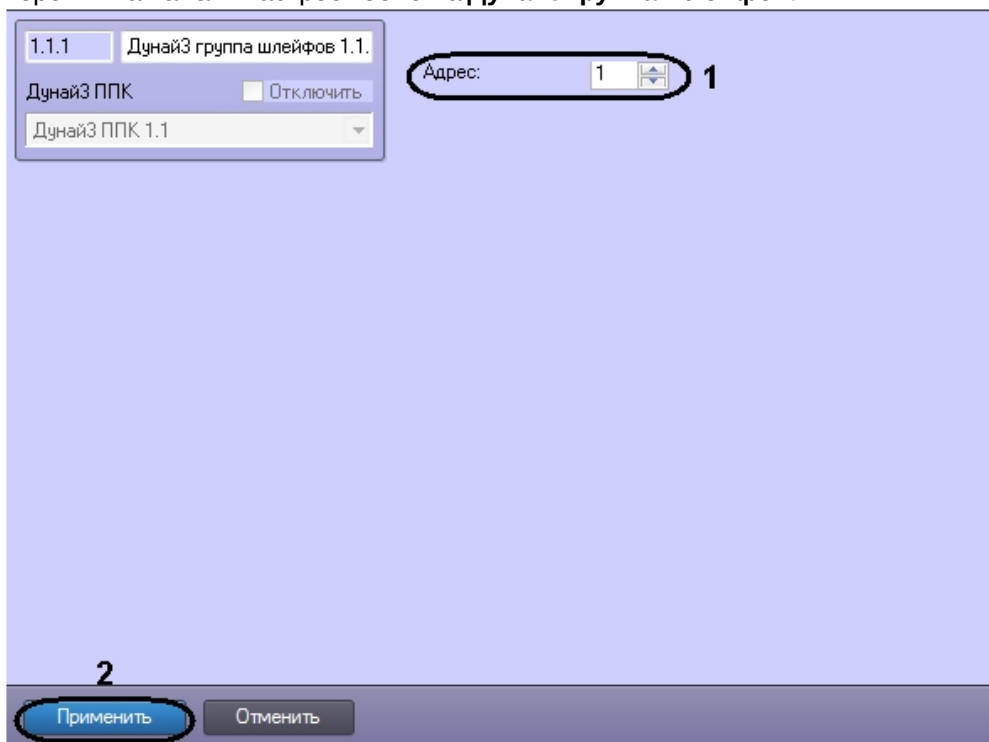 1.1.1 Дунай3 группа шлейфов 1.1.
Адрес: 1 1
Дунай3 ППК Отключить
Дунай3 ППК 1.1
2
Применить Отменить